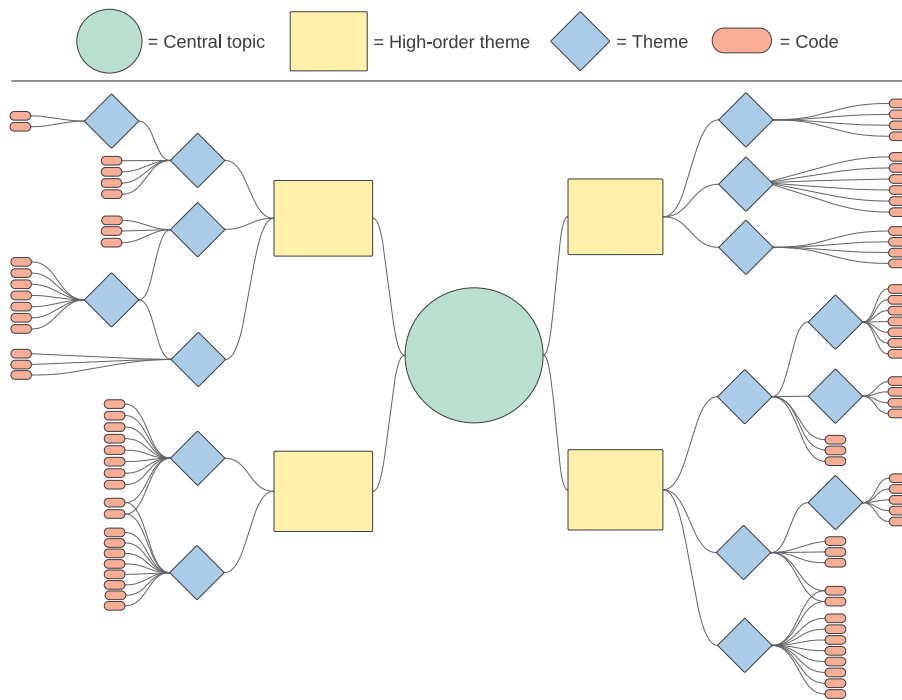 = Central topic = High-order theme = Theme = Code